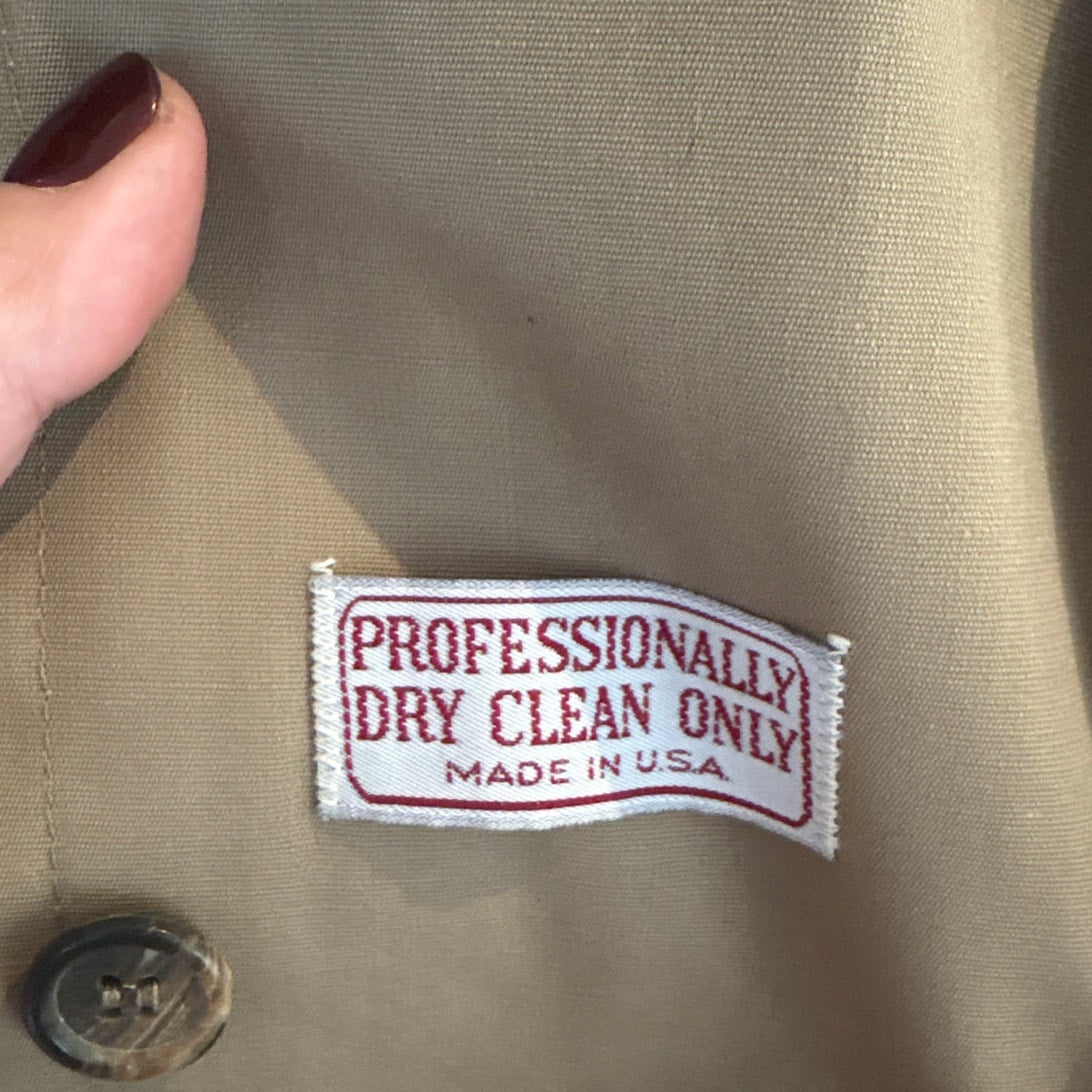 PROFESSIONALLY
DRY CLEAN ONLY
MADE IN U.S.A.